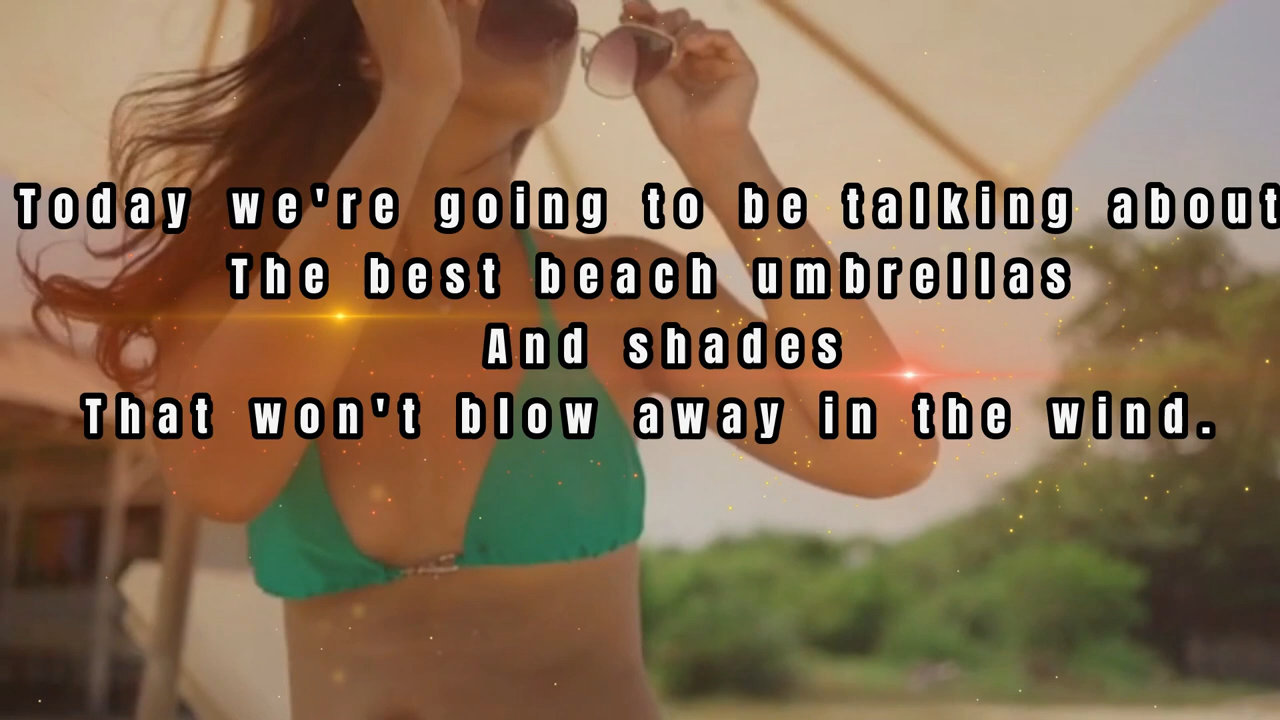 Today we're going to be talking about
The best beach umbrellas
And shades
That won't blow away in the wind.